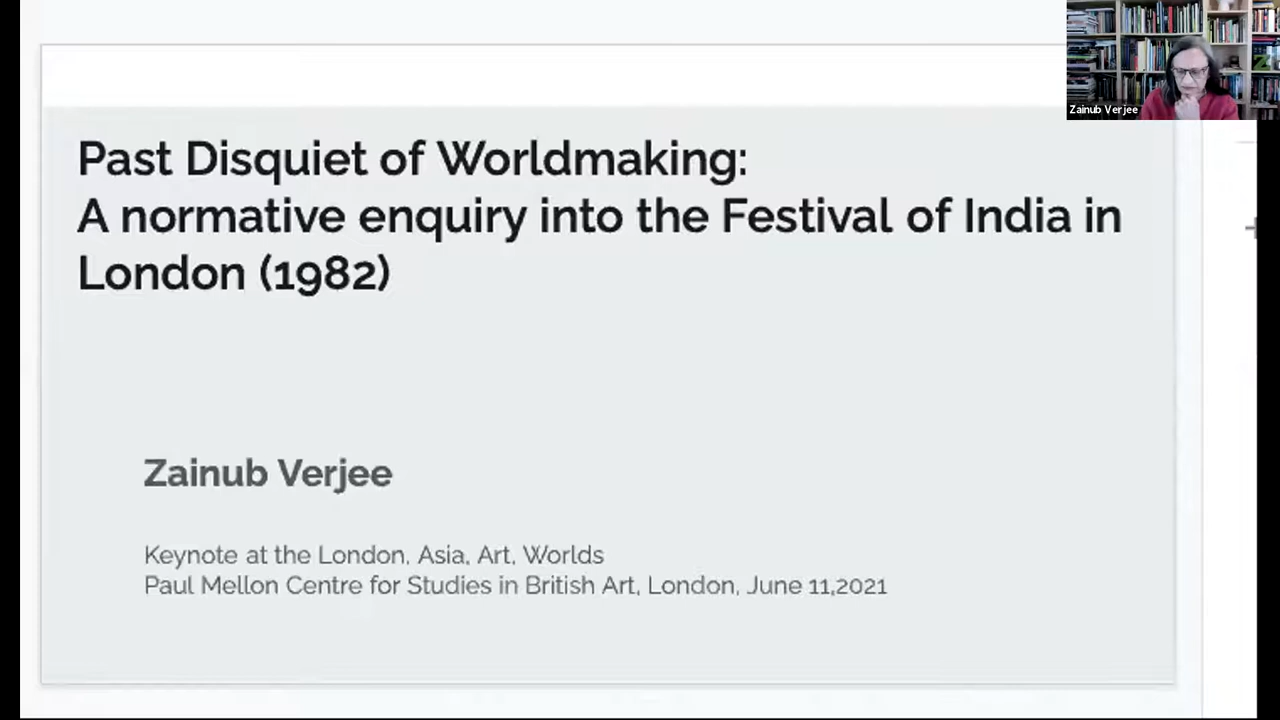 Zainub Verjee
Past Disquiet of Worldmaking:
A normative enquiry into the Festival of India in
London (1982)
Zainub Verjee
Keynote at the London, Asia, Art, Worlds
Paul Mellon Centre for Studies in British Art, London, June 11,2021